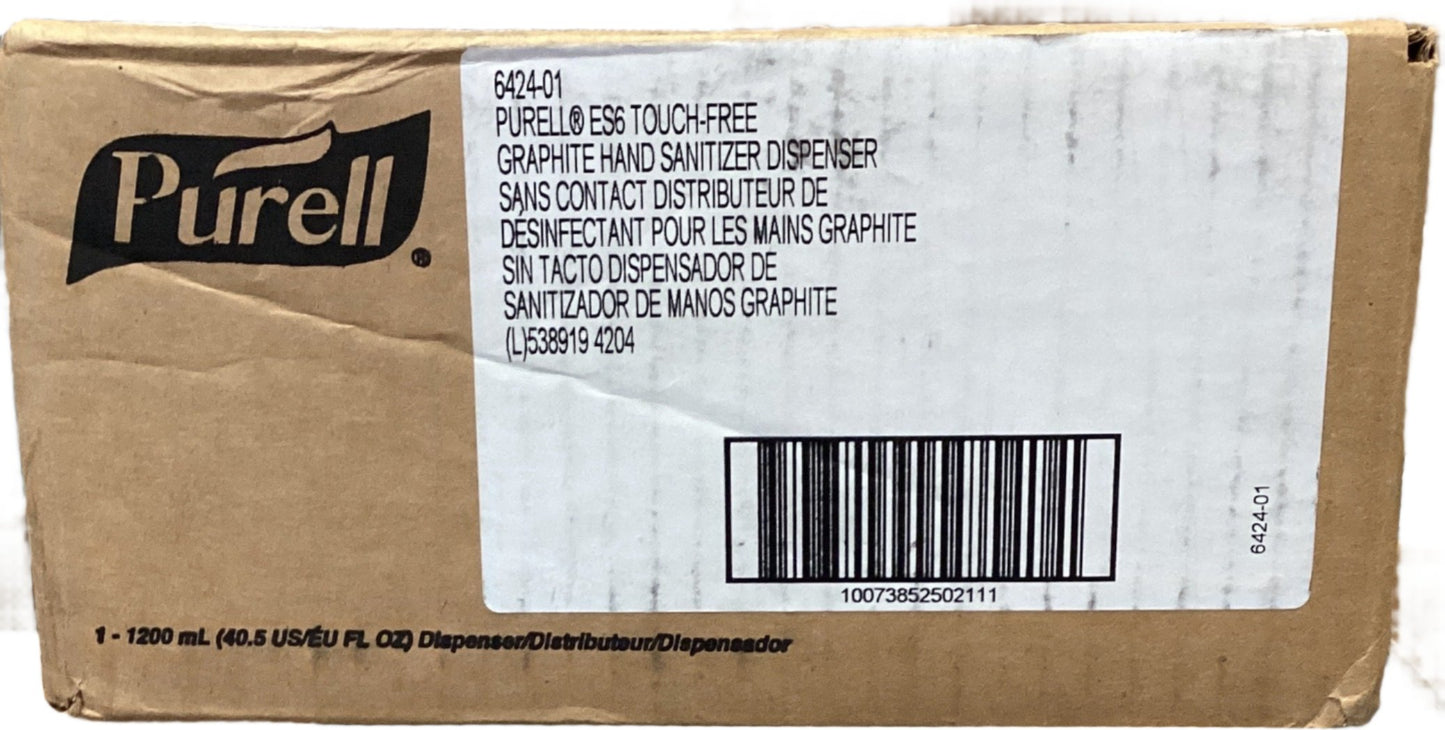 Purell®
6424-01
PURELL® ES6 TOUCH-FREE
GRAPHITE HAND SANITIZER DISPENSER
SANS CONTACT DISTRIBUTEUR DE
DÉSINFECTANT POUR LES MAINS GRAPHITE
SIN TACTO DISPENSADOR DE
SANITIZADOR DE MANOS GRAPHITE
(L)538919 4204
10073852502111
6424-01
1 - 1200 mL (40.5 US/ÉU FL OZ) Dispenser/Distributeur/Dispensador